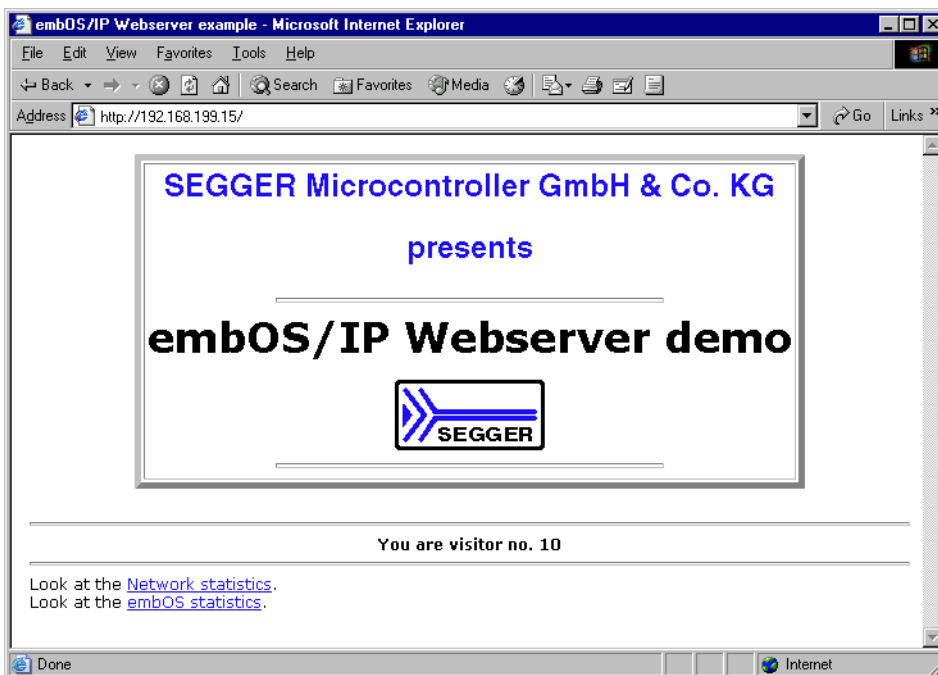 embOS/IP Webserver example - Microsoft Internet Explorer
File Edit View Favorites Tools Help
Back Search Favorites Media
Address http://192.168.199.15/ Go Links »
SEGGER Microcontroller GmbH & Co. KG
presents
embOS/IP Webserver demo
SEGGER
You are visitor no. 10
Look at the Network statistics.
Look at the embOS statistics.
Done Internet